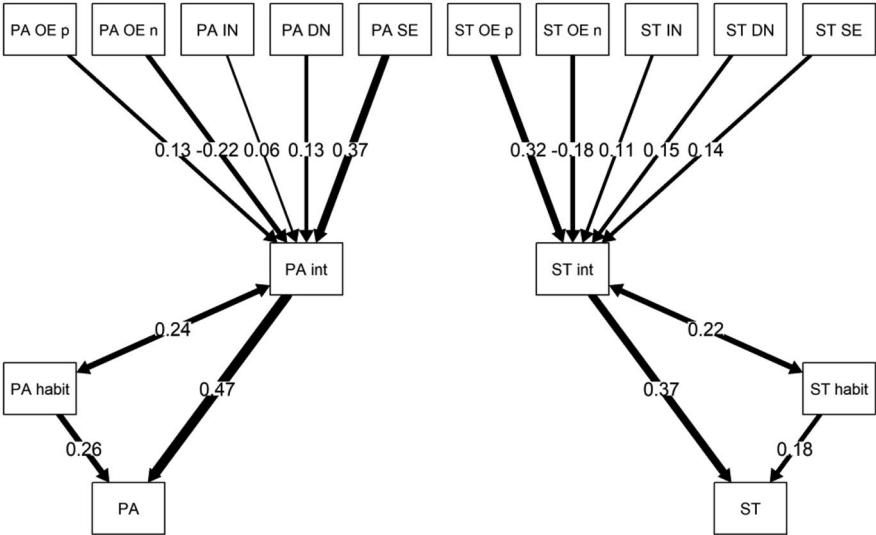 PA OE p PA OE n PA IN PA DN PA SE ST OE p ST OE n ST IN ST DN ST SE
0.13 -0.22 0.06 0.13 0.37 0.32 -0.18 0.11 0.15 0.14
PA int ST int
0.24 0.22
PA habit 0.47 0.37 ST habit
0.26 0.18
PA ST